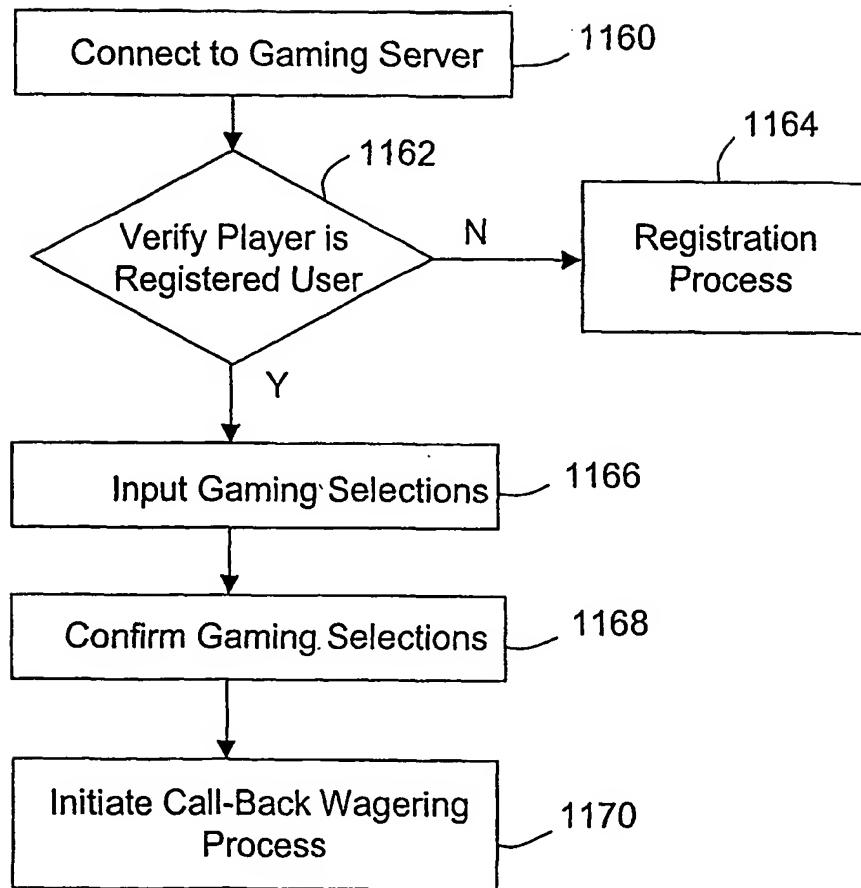 Connect to Gaming Server
1160
1162
1164
Verify Player is
Registered User
N
Registration
Process
Y
Input Gaming Selections
1166
Confirm Gaming Selections
1168
Initiate Call-Back Wagering
Process
1170